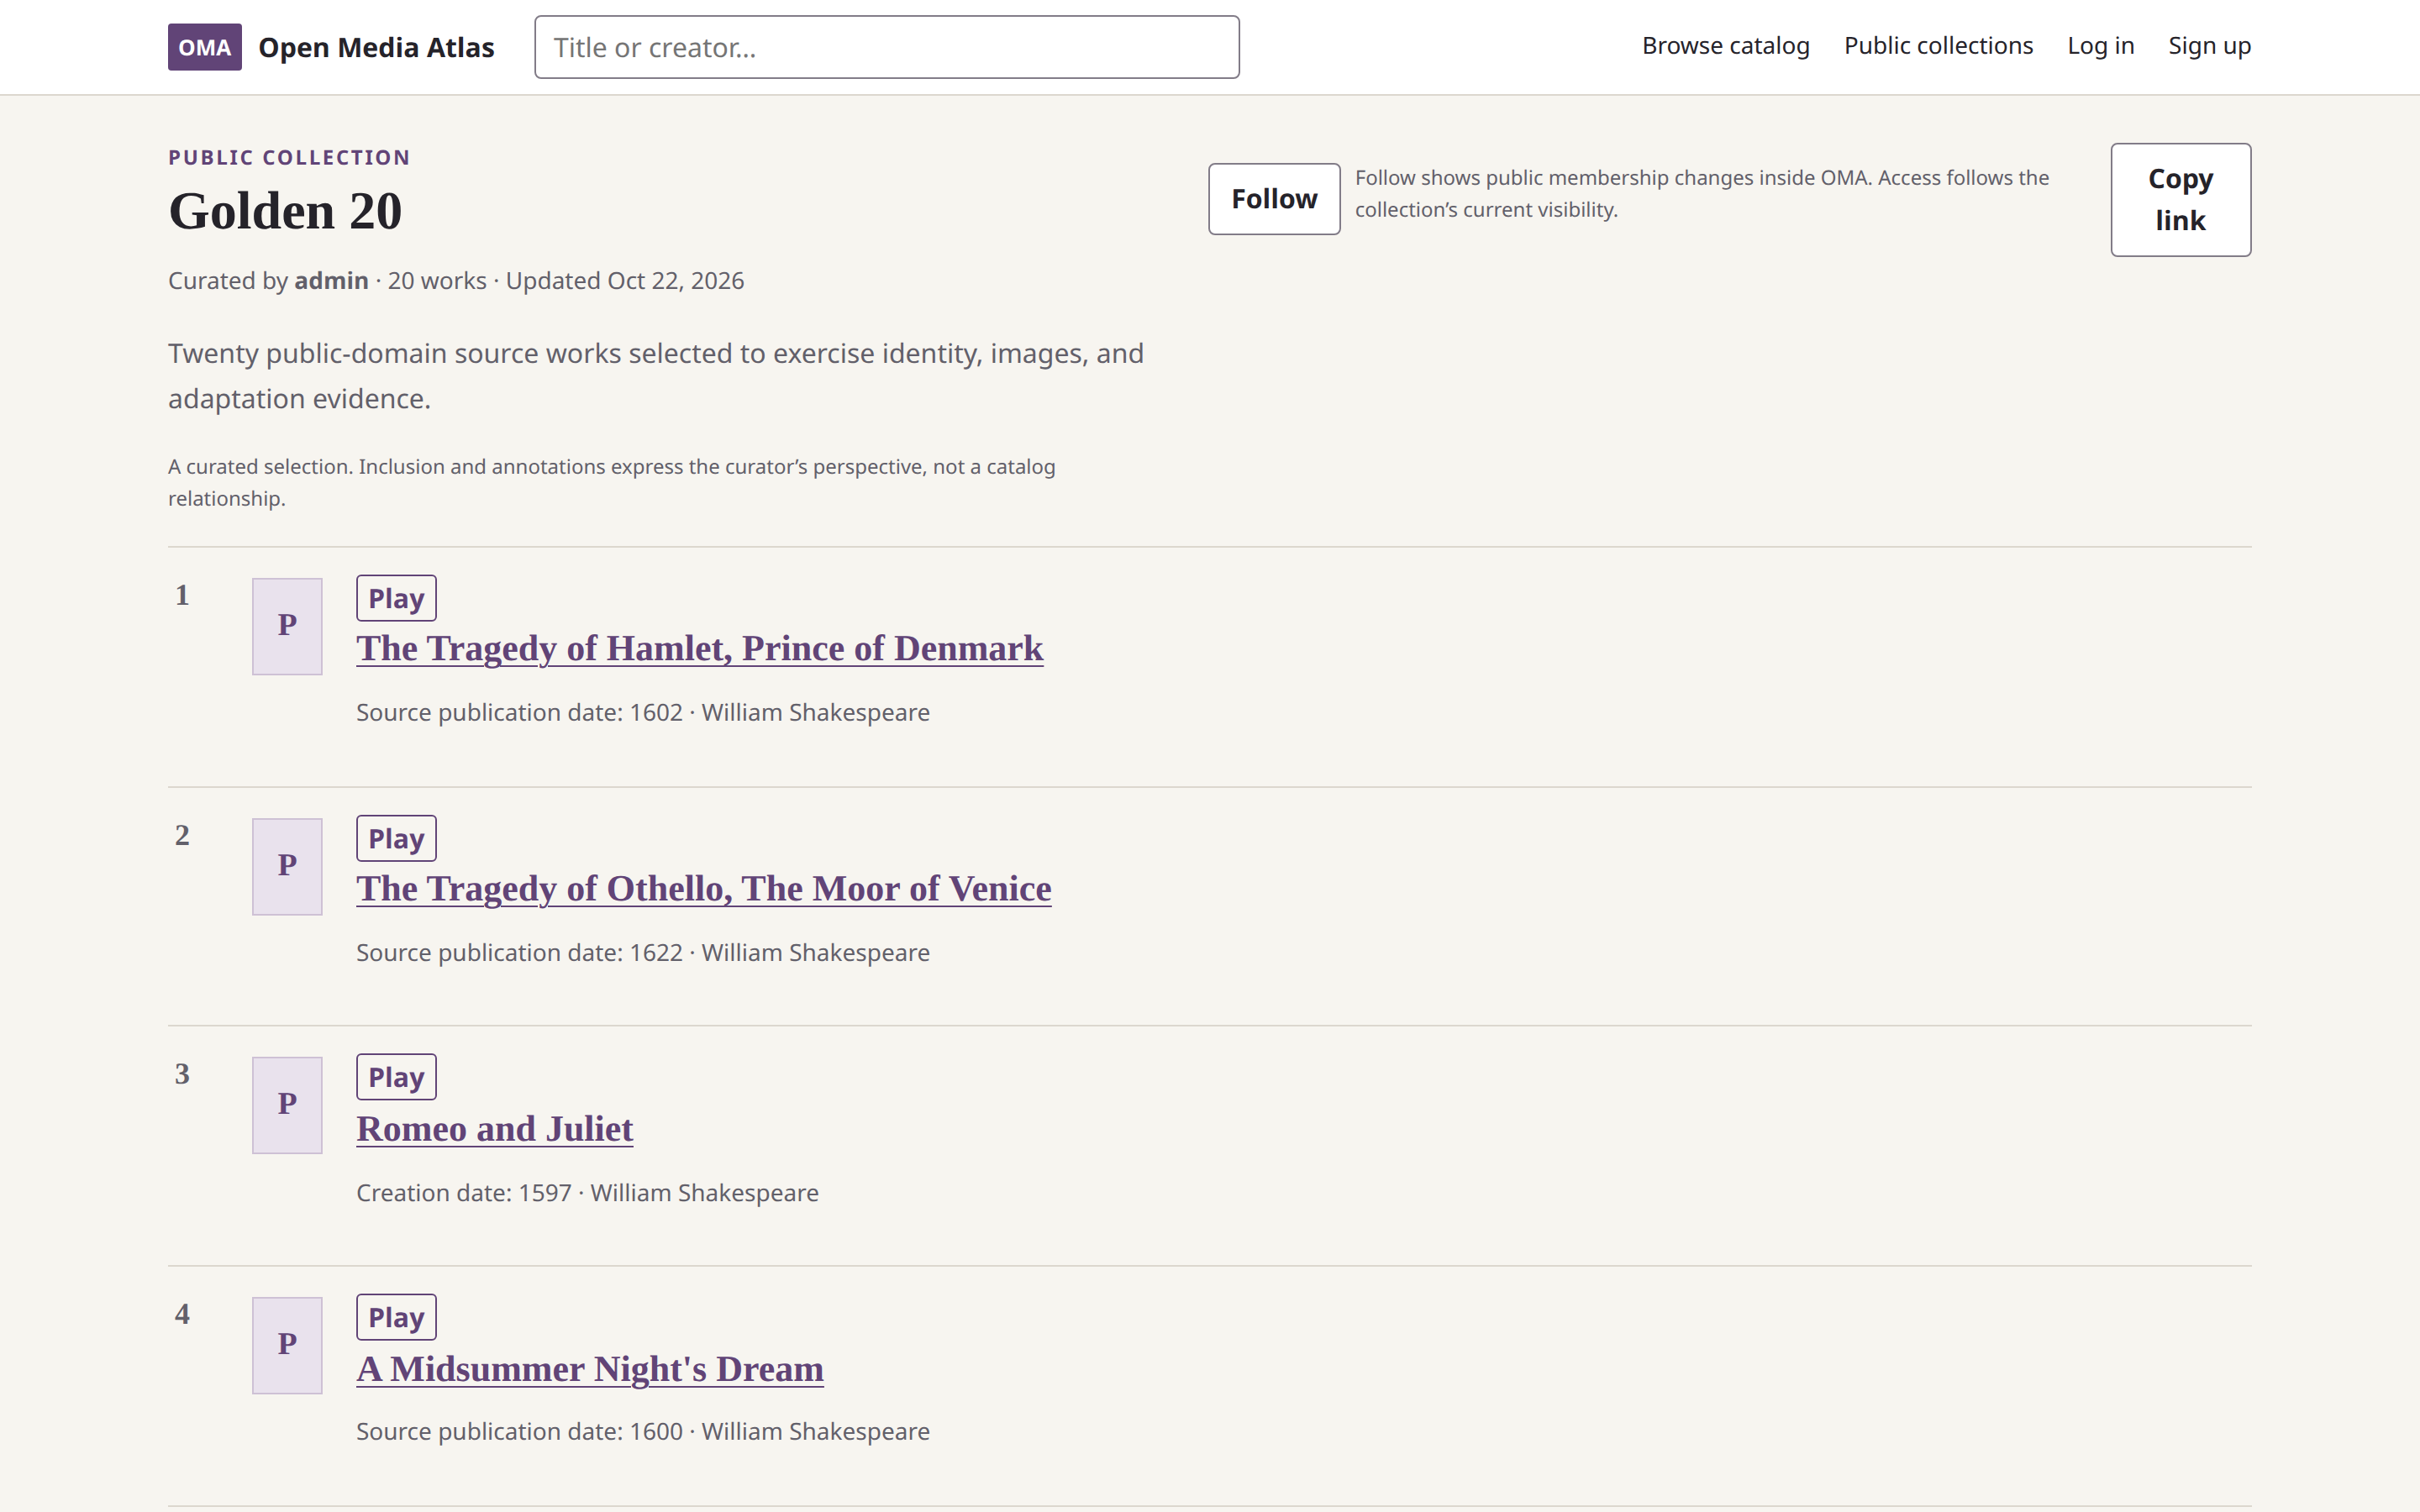 OMA Open Media Atlas
Title or creator...
Browse catalog Public collections Log in Sign up
PUBLIC COLLECTION
Golden 20
Curated by admin · 20 works · Updated Oct 22, 2026
Twenty public-domain source works selected to exercise identity, images, and
adaptation evidence.
A curated selection. Inclusion and annotations express the curator’s perspective, not a catalog
relationship.
Follow
Follow shows public membership changes inside OMA. Access follows the
collection’s current visibility.
Copy
link
1
P
Play
The Tragedy of Hamlet, Prince of Denmark
Source publication date: 1602 · William Shakespeare
2
P
Play
The Tragedy of Othello, The Moor of Venice
Source publication date: 1622 · William Shakespeare
3
P
Play
Romeo and Juliet
Creation date: 1597 · William Shakespeare
4
P
Play
A Midsummer Night's Dream
Source publication date: 1600 · William Shakespeare